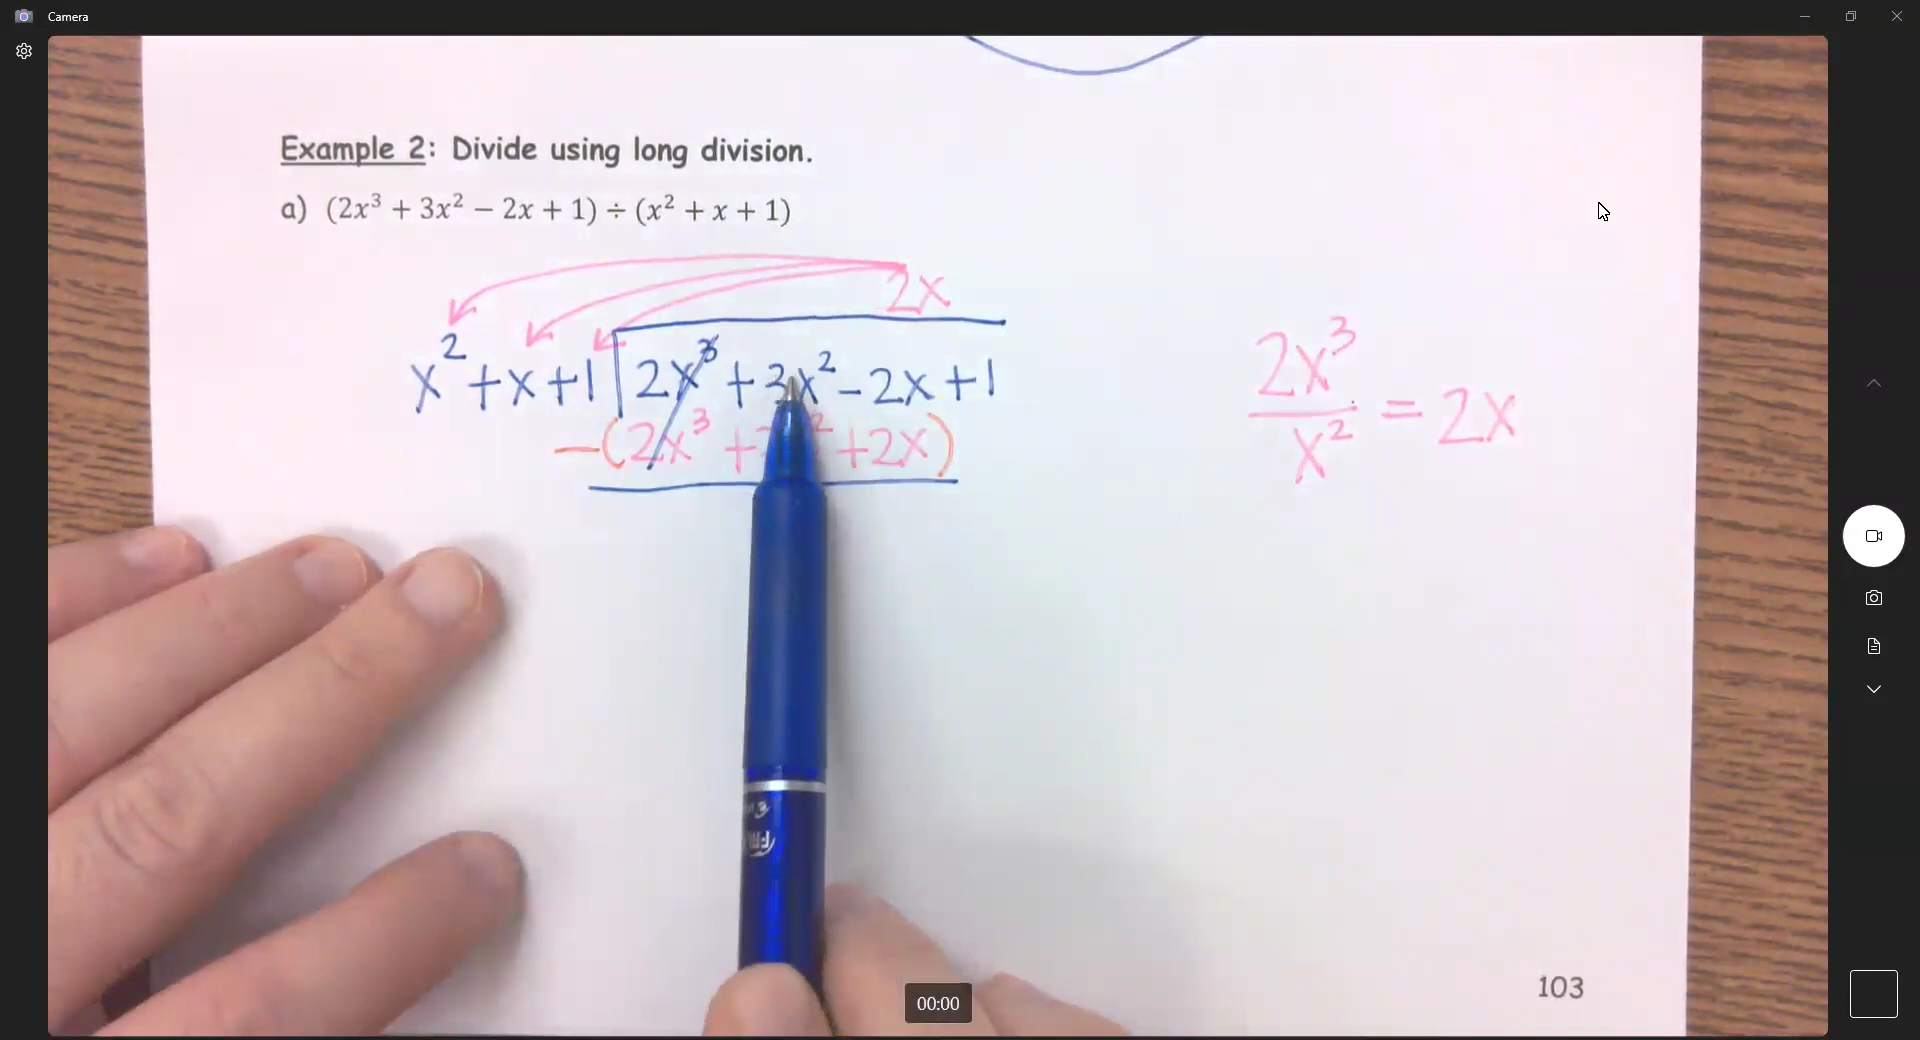 Camera
Example 2: Divide using long division.
a) (2x³ + 3x² − 2x + 1) ÷ (x² + x + 1)
2x
x² + x + 1 2x³ + 3x² − 2x + 1
−(2x³ + ² + 2x)
2x³
x²
= 2x
00:00
103